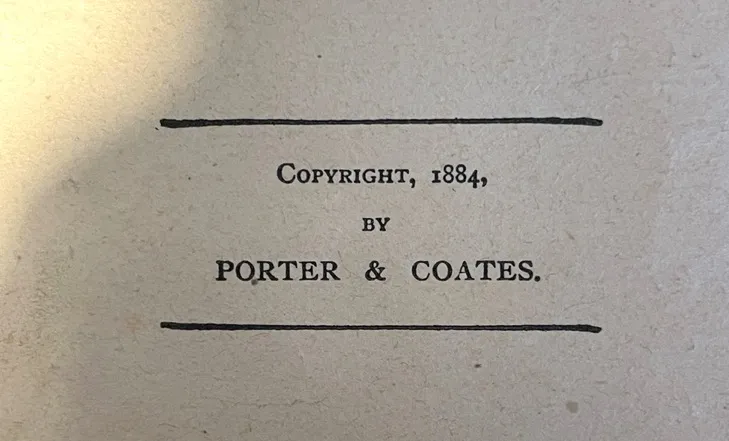 COPYRIGHT, 1884,
BY
PORTER & COATES.